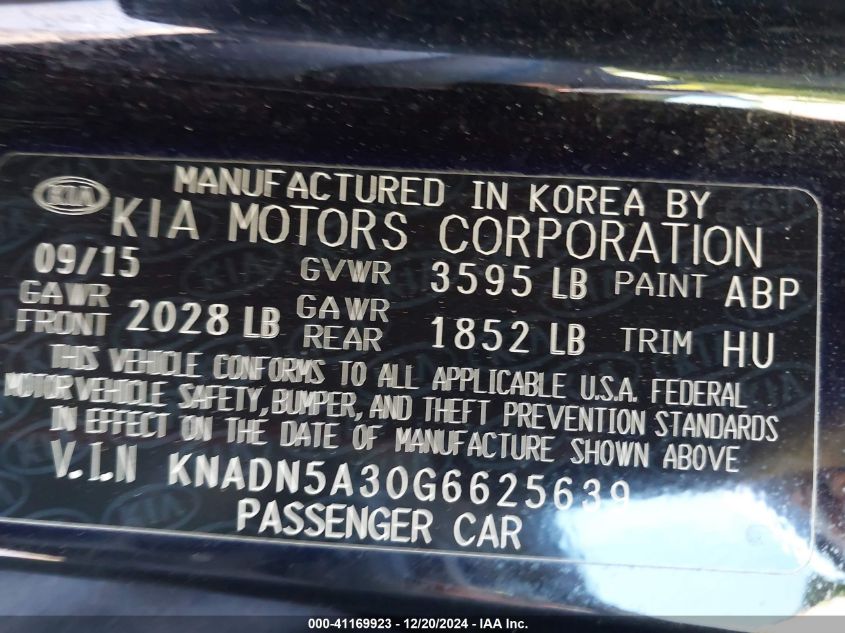 KIA
MANUFACTURED IN KOREA BY
KIA MOTORS CORPORATION
09/15 GVWR 3595 LB PAINT ABP
GAWR FRONT 2028 LB GAWR REAR 1852 LB TRIM HU
THIS VEHICLE CONFORMS TO ALL APPLICABLE U.S.A. FEDERAL
MOTOR VEHICLE SAFETY, BUMPER, AND THEFT PREVENTION STANDARDS
IN EFFECT ON THE DATE OF MANUFACTURE SHOWN ABOVE
V.I.N KNADN5A30G6625639
PASSENGER CAR
000-41169923 - 12/20/2024 - IAA Inc.